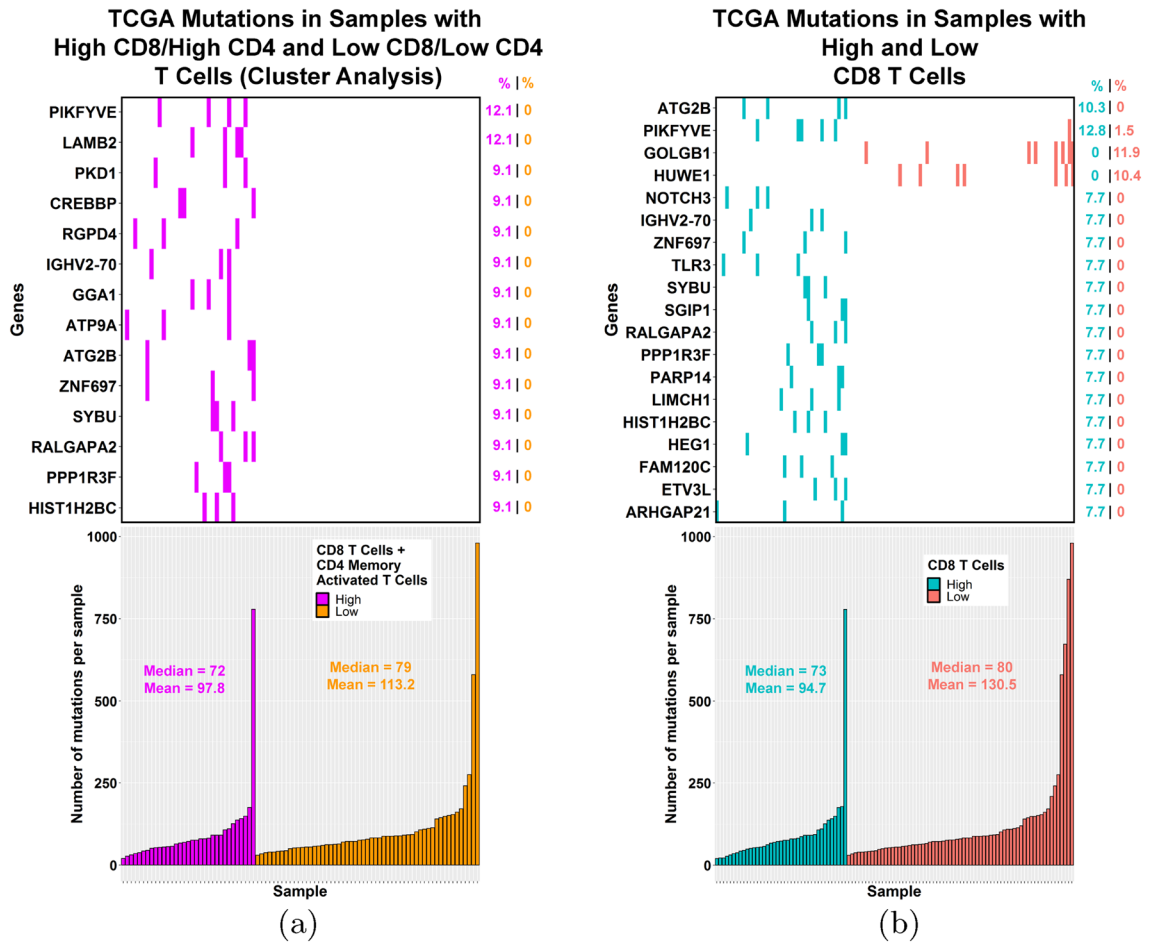 TCGA Mutations in Samples with
High CD8/High CD4 and Low CD8/Low CD4
T Cells (Cluster Analysis)
% | %
Genes
PIKFYVE 12.1 | 0
LAMB2 12.1 | 0
PKD1 9.1 | 0
CREBBP 9.1 | 0
RGPD4 9.1 | 0
IGHV2-70 9.1 | 0
GGA1 9.1 | 0
ATP9A 9.1 | 0
ATG2B 9.1 | 0
ZNF697 9.1 | 0
SYBU 9.1 | 0
RALGAPA2 9.1 | 0
PPP1R3F 9.1 | 0
HIST1H2BC 9.1 | 0
Number of mutations per sample
1000
750
500
250
0
CD8 T Cells +
CD4 Memory
Activated T Cells
High
Low
Median = 72
Mean = 97.8
Median = 79
Mean = 113.2
Sample
(a)
TCGA Mutations in Samples with
High and Low
CD8 T Cells
% | %
Genes
ATG2B 10.3 | 0
PIKFYVE 12.8 | 1.5
GOLGB1 0 | 11.9
HUWE1 0 | 10.4
NOTCH3 7.7 | 0
IGHV2-70 7.7 | 0
ZNF697 7.7 | 0
TLR3 7.7 | 0
SYBU 7.7 | 0
SGIP1 7.7 | 0
RALGAPA2 7.7 | 0
PPP1R3F 7.7 | 0
PARP14 7.7 | 0
LIMCH1 7.7 | 0
HIST1H2BC 7.7 | 0
HEG1 7.7 | 0
FAM120C 7.7 | 0
ETV3L 7.7 | 0
ARHGAP21 7.7 | 0
Number of mutations per sample
1000
750
500
250
0
CD8 T Cells
High
Low
Median = 73
Mean = 94.7
Median = 80
Mean = 130.5
Sample
(b)